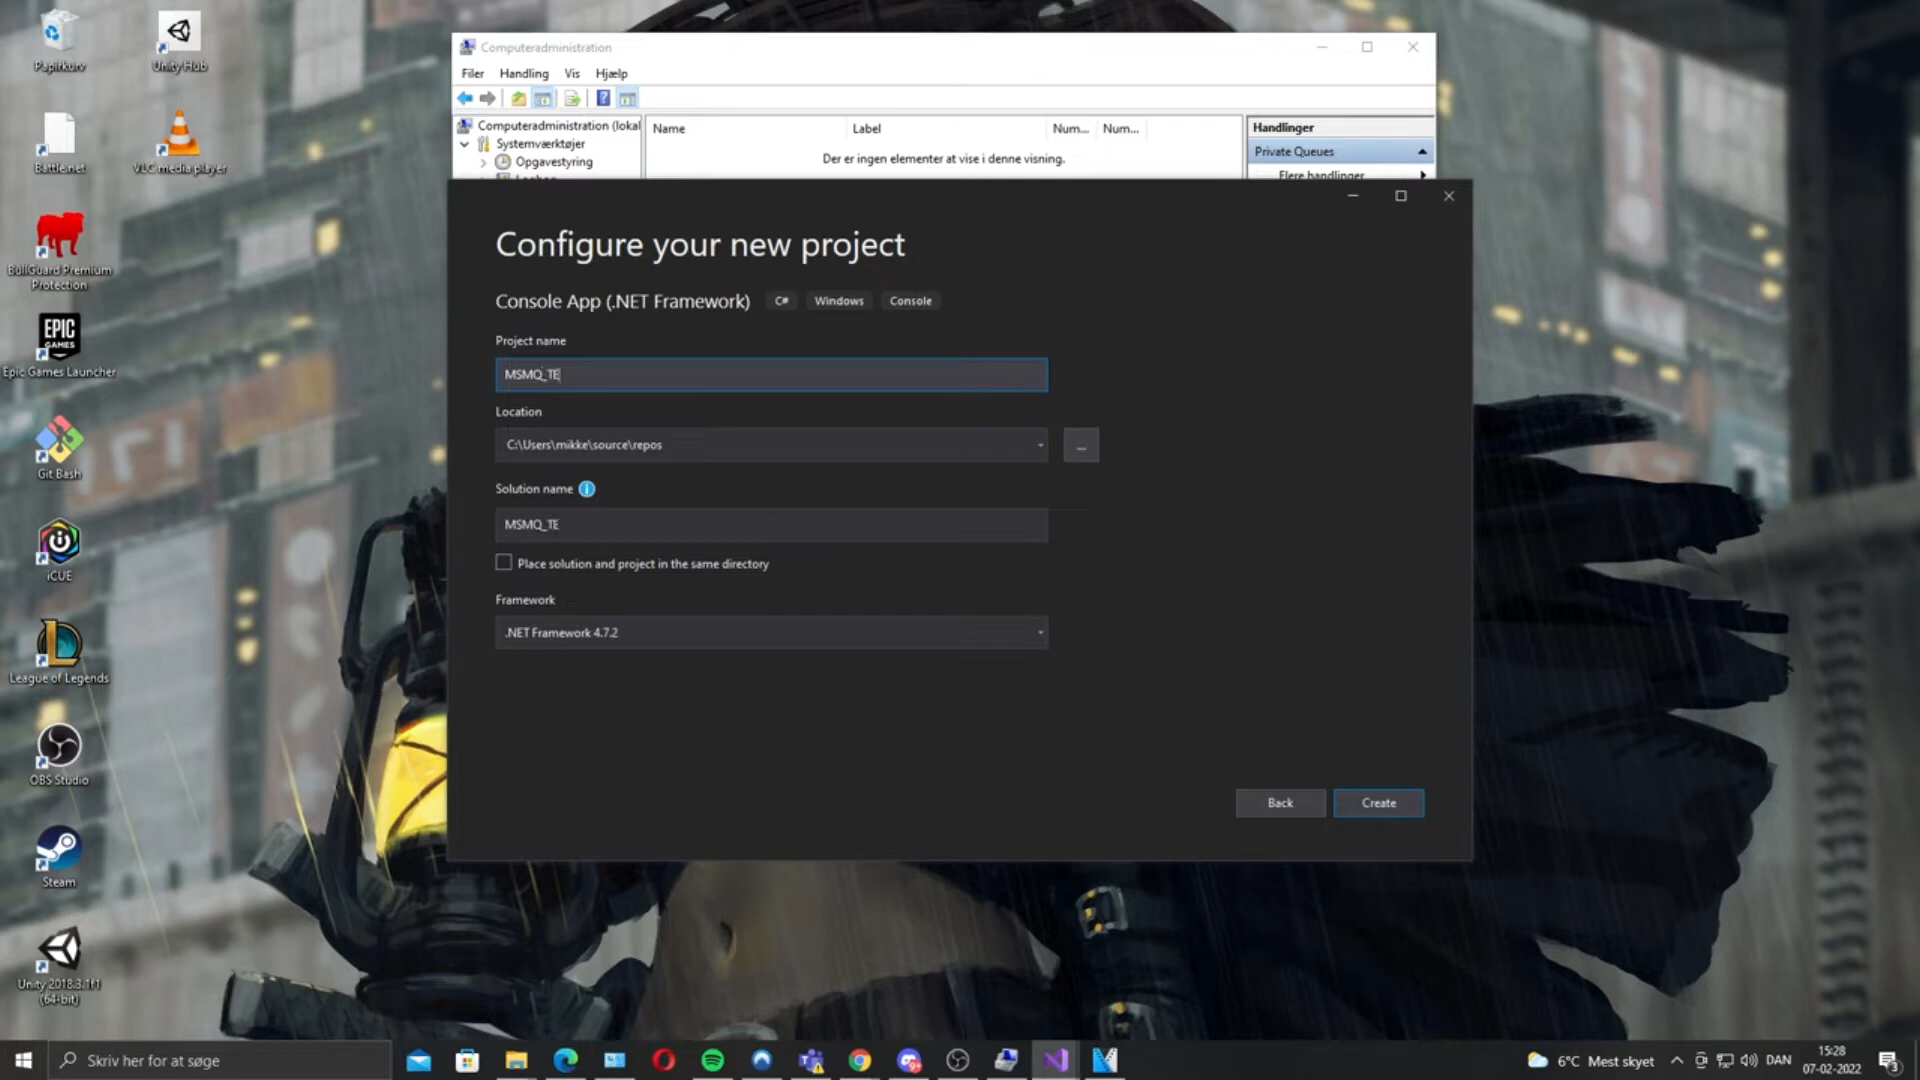 Papirkurv
Unity Hub
Battle.net
VLC media player
BullGuard Premium
Protection
EPIC
GAMES
Epic Games Launcher
Git Bash
iCUE
League of Legends
OBS Studio
Steam
Unity 2018.3.1f1
(64-bit)
Computeradministration
Filer Handling Vis Hjælp
Computeradministration (lokal
Systemværktøjer
Opgavestyring
Name Label Num... Num...
Der er ingen elementer at vise i denne visning.
Handlinger
Private Queues
Flere handlinger
Configure your new project
Console App (.NET Framework) C# Windows Console
Project name
MSMQ_TE
Location
C:\Users\mikke\source\repos
...
Solution name
MSMQ_TE
Place solution and project in the same directory
Framework
.NET Framework 4.7.2
Back Create
Skriv her for at søge
9+
6°C Mest skyet
DAN
15:28
07-02-2022
3